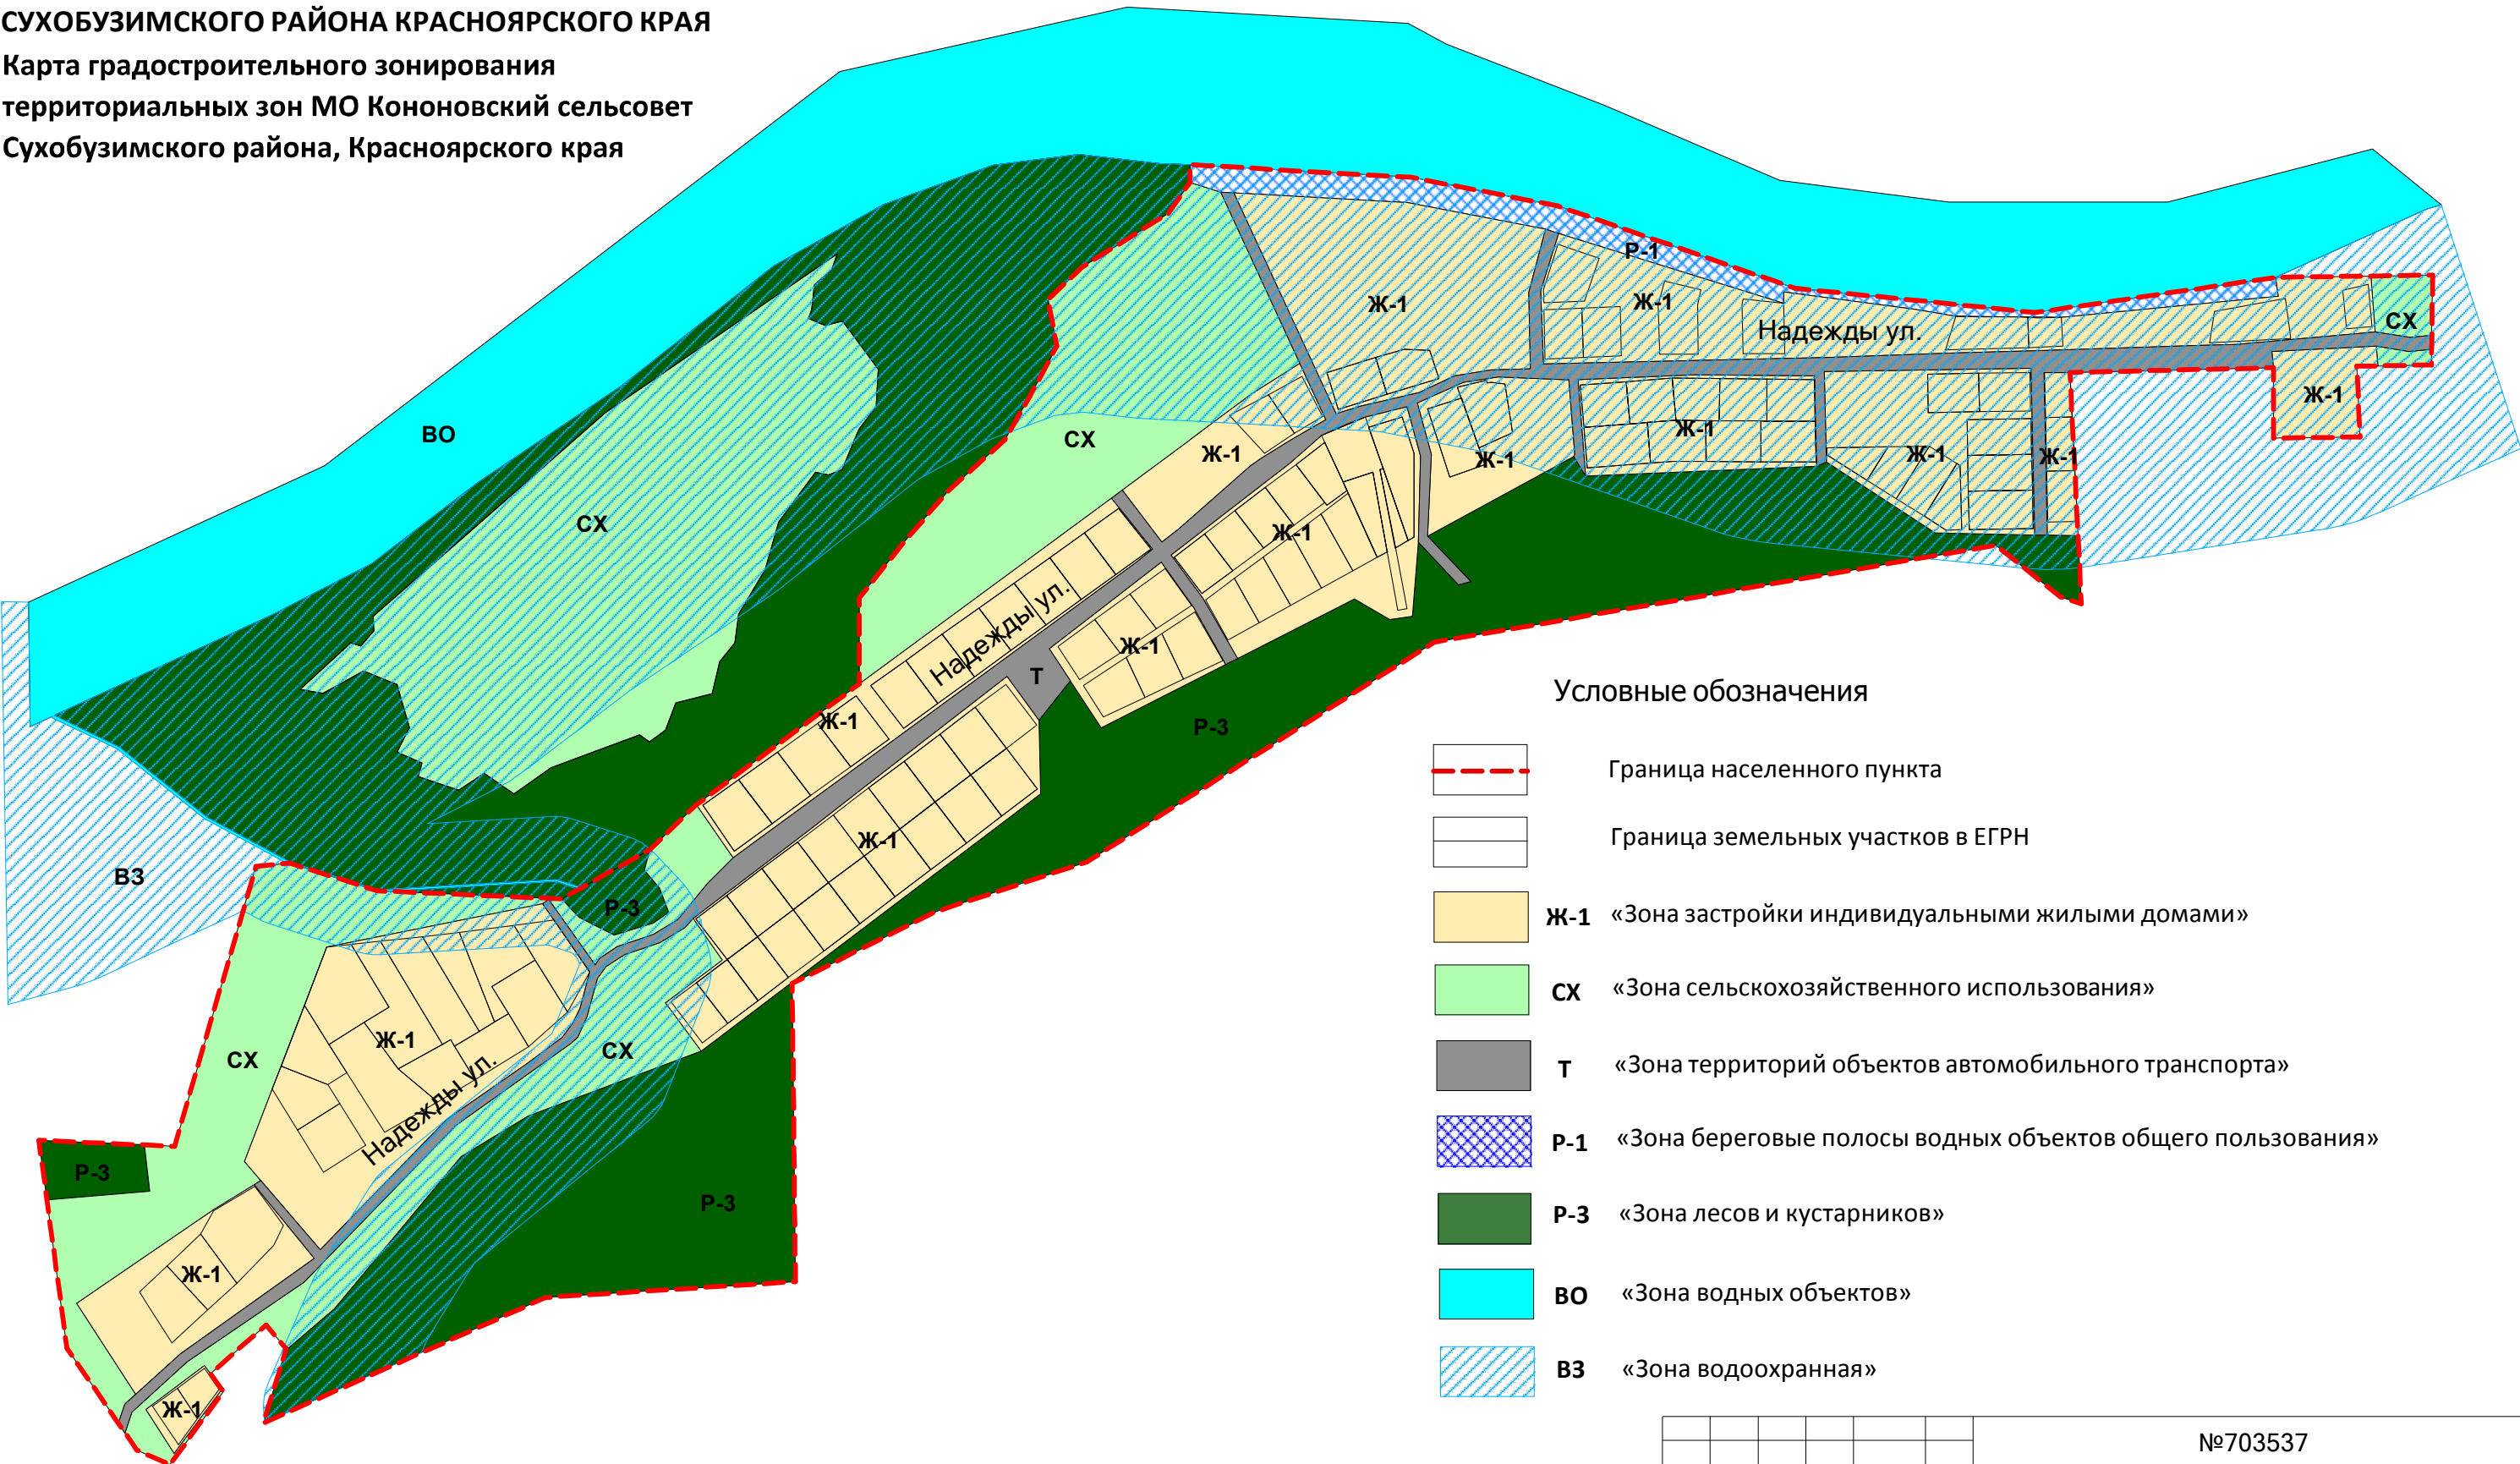 СУХОБУЗИМСКОГО РАЙОНА КРАСНОЯРСКОГО КРАЯ
Карта градостроительного зонирования
территориальных зон МО Кононовский сельсовет
Сухобузимского района, Красноярского края
Р-1
Ж-1
Ж-1
Надежды ул.
СХ
Ж-1
ВО
СХ
Ж-1
Ж-1
Ж-1
Ж-1
Ж-1
СХ
Ж-1
Надежды ул.
Ж-1
Т
Ж-1
Р-3
Ж-1
ВЗ
Р-3
Ж-1
СХ
СХ
Надежды ул.
Р-3
Р-3
Ж-1
Ж-1
Условные обозначения
Граница населенного пункта
Граница земельных участков в ЕГРН
Ж-1 «Зона застройки индивидуальными жилыми домами»
СХ «Зона сельскохозяйственного использования»
Т «Зона территорий объектов автомобильного транспорта»
Р-1 «Зона береговые полосы водных объектов общего пользования»
Р-3 «Зона лесов и кустарников»
ВО «Зона водных объектов»
ВЗ «Зона водоохранная»
№703537